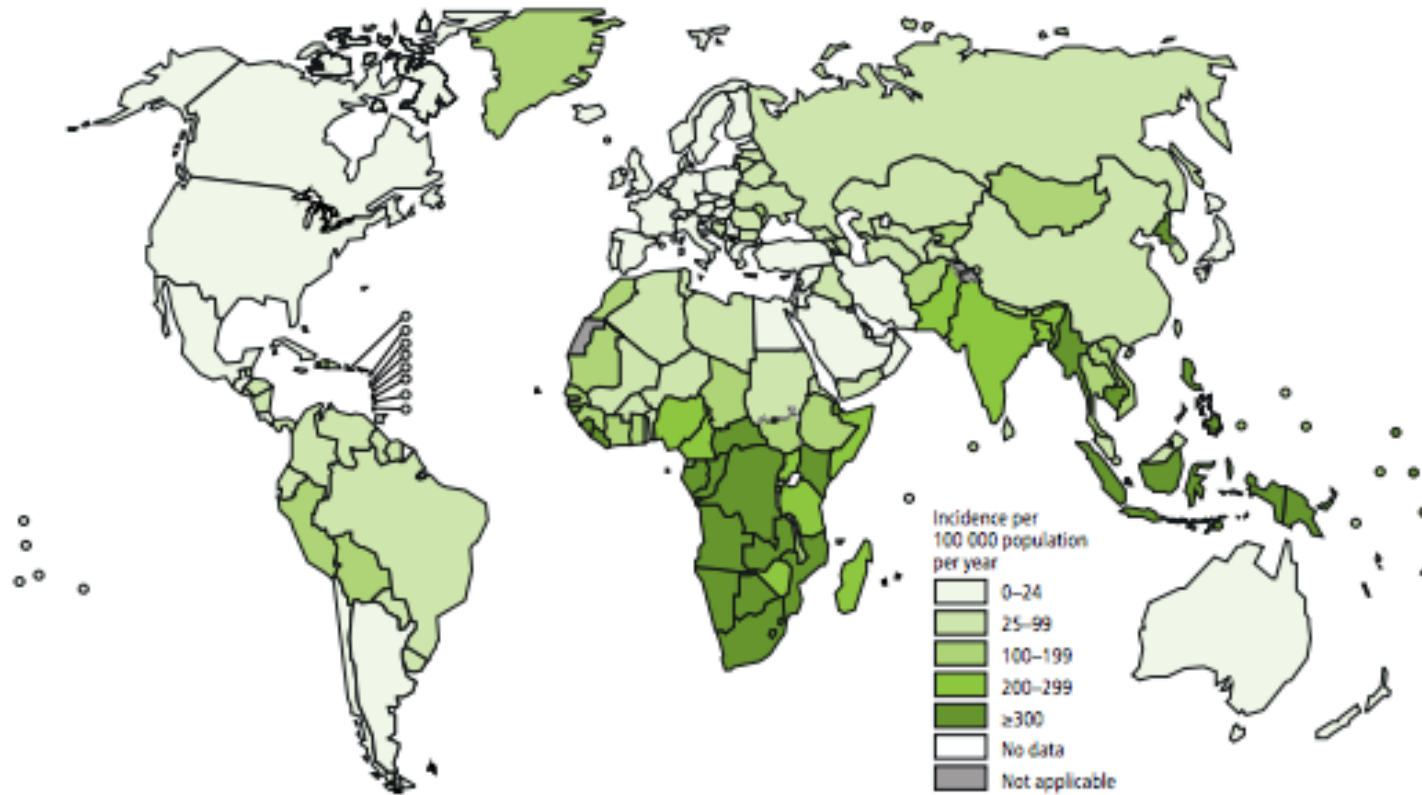 Incidence per
100 000 population
per year
0–24
25–99
100–199
200–299
≥300
No data
Not applicable